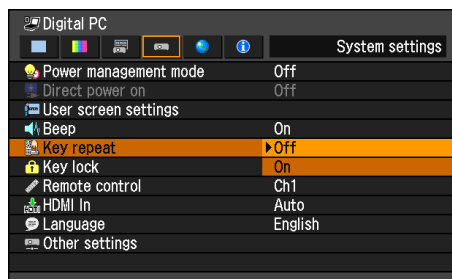 Digital PC
System settings
Power management mode Off
Direct power on Off
User screen settings
Beep On
Key repeat Off
Key lock On
Remote control Ch1
HDMI In Auto
Language English
Other settings